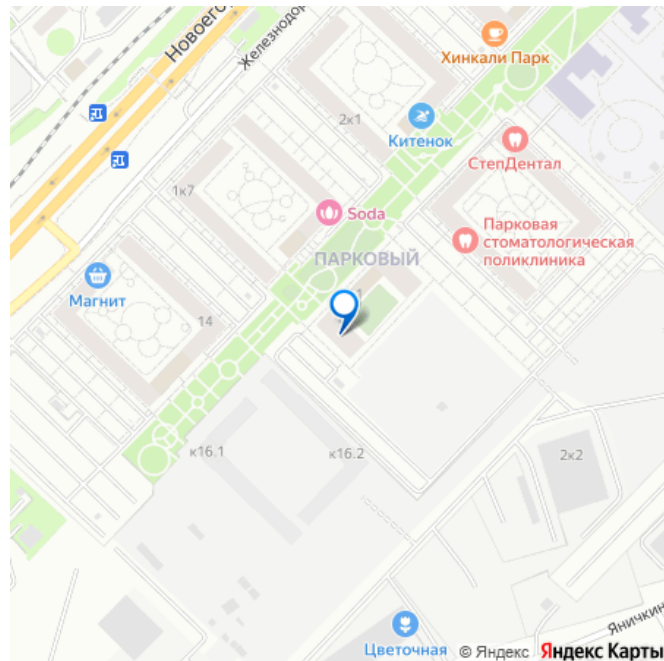 Новоег
Железнодор
Хинкали Парк
2к1
Китенок
СтепДентал
1к7
Soda
Парковая
стоматологическая
поликлиника
ПАРКОВЫЙ
Магнит
1
14
к16.1
к16.2
2к2
Яничкин
Цветочная
© Яндекс Яндекс Карты